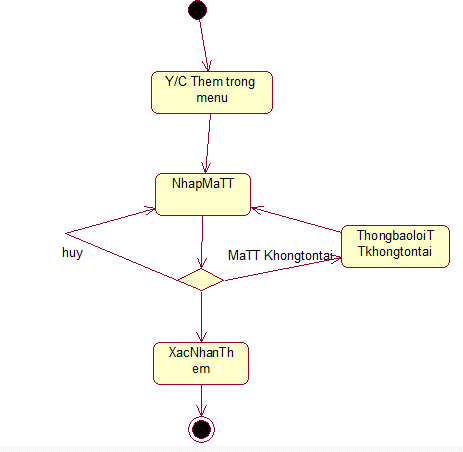 Y/C Them trong
menu
NhapMaTT
ThongbaoloiT
Tkhongtontai
huy
MaTT Khongtontai
XacNhanTh
em